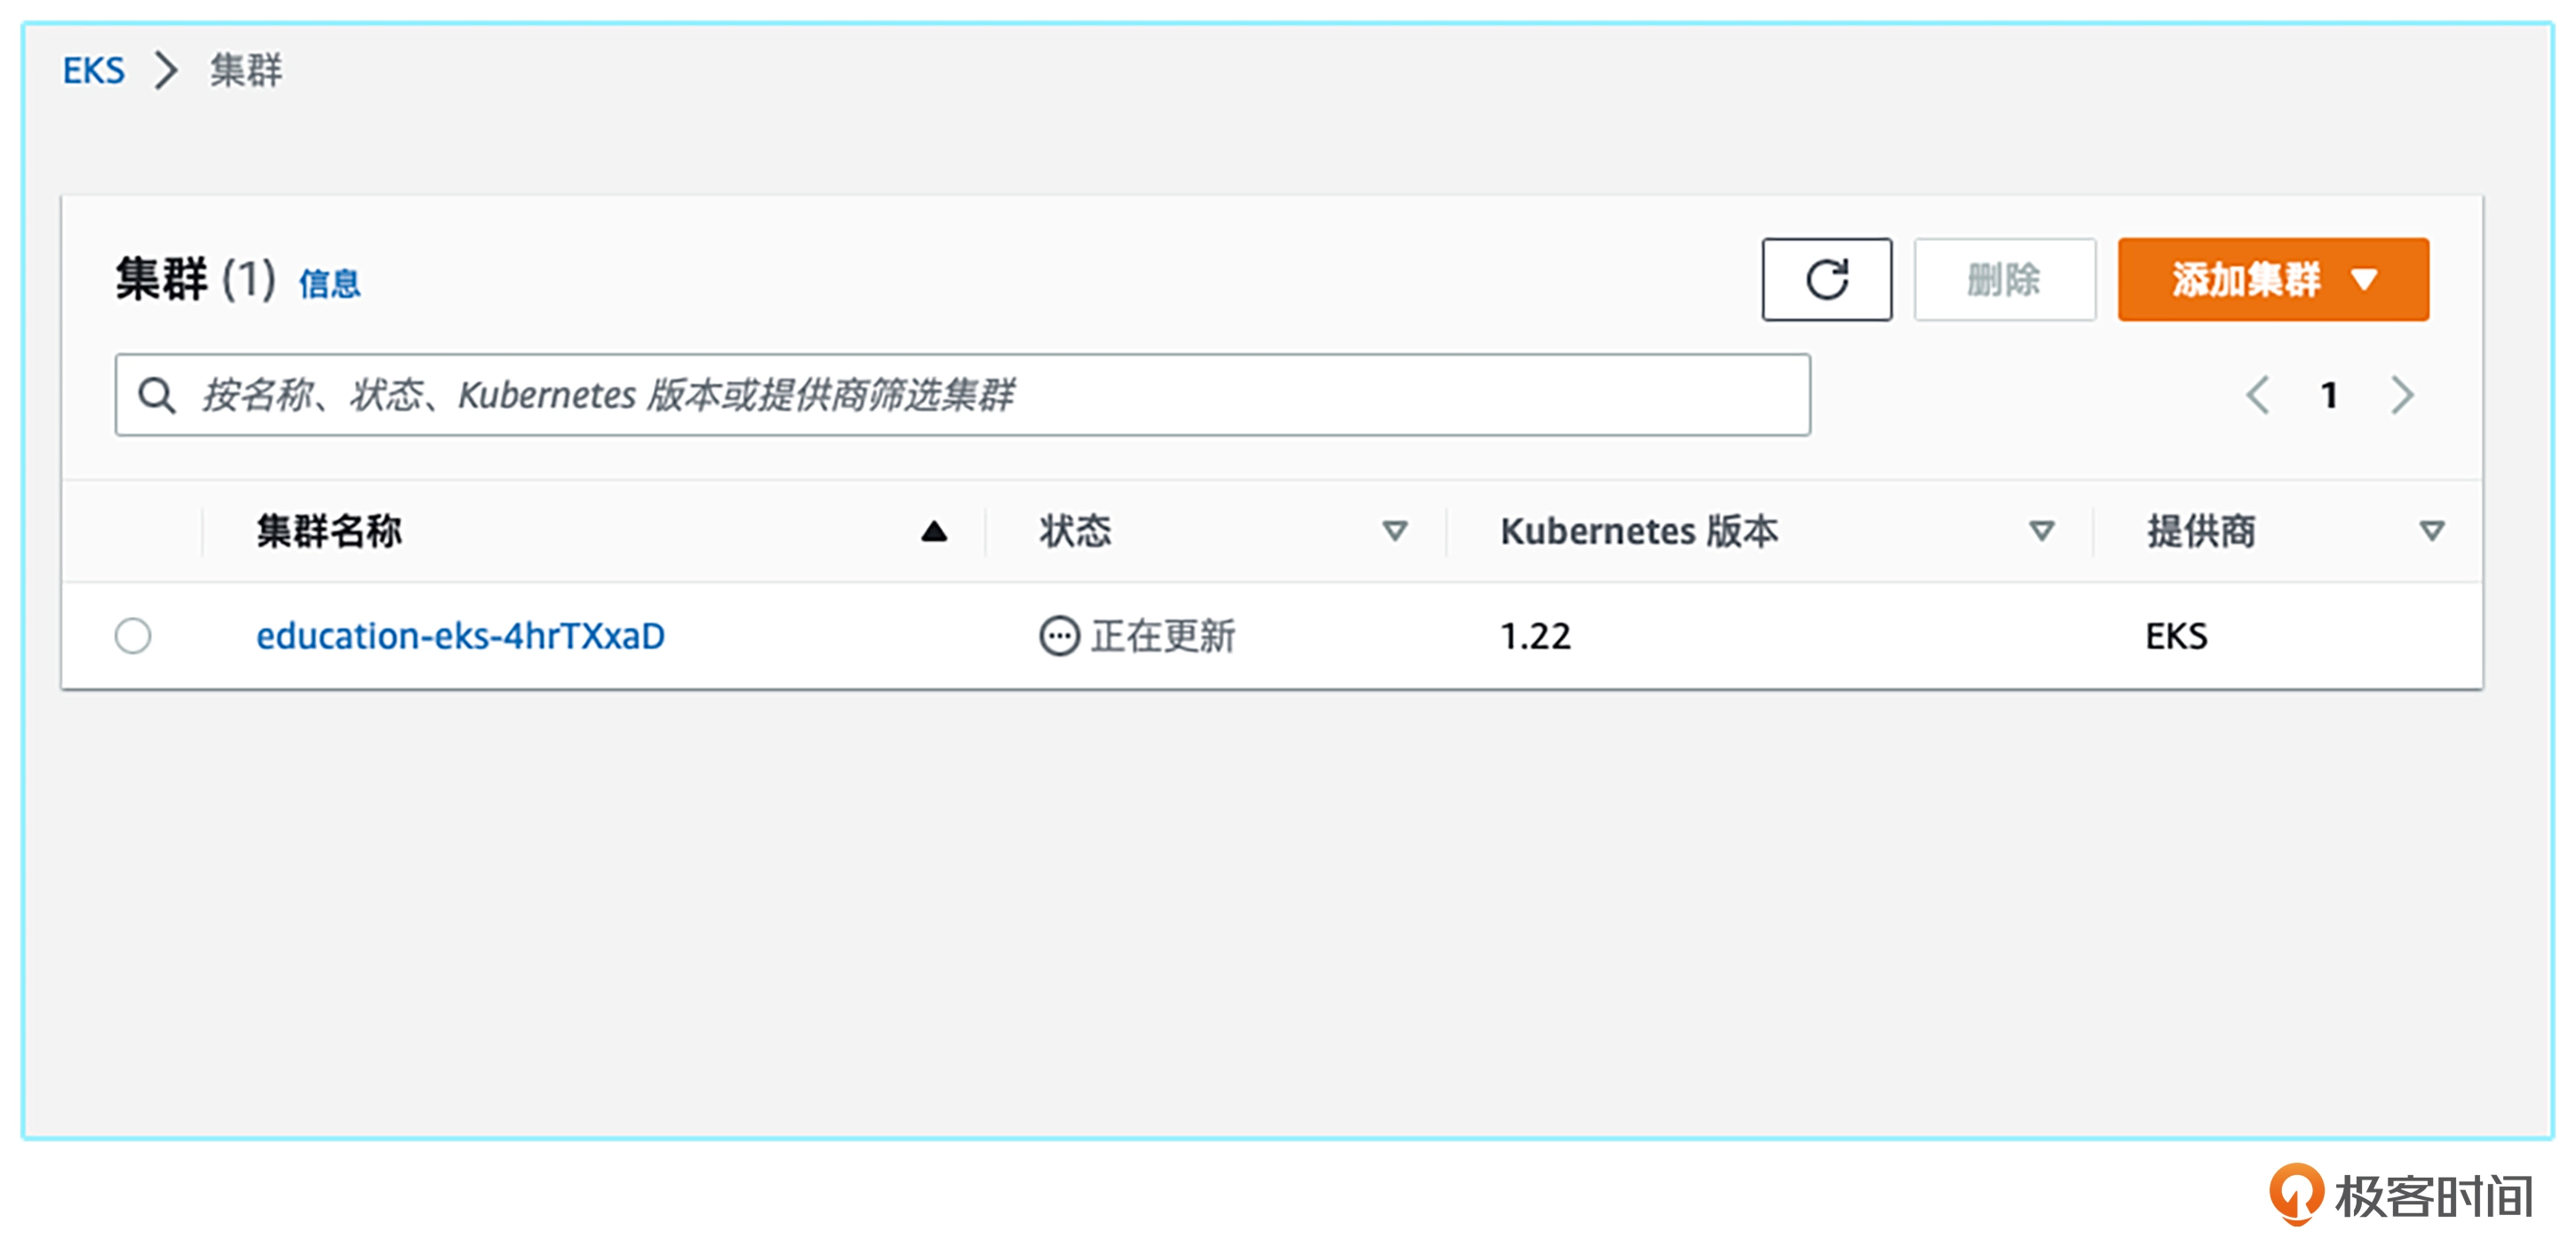 EKS > 集群
集群 (1) 信息
删除
添加集群
按名称、状态、Kubernetes 版本或提供商筛选集群
1
集群名称 状态 Kubernetes 版本 提供商
education-eks-4hrTXxaD 正在更新 1.22 EKS
极客时间